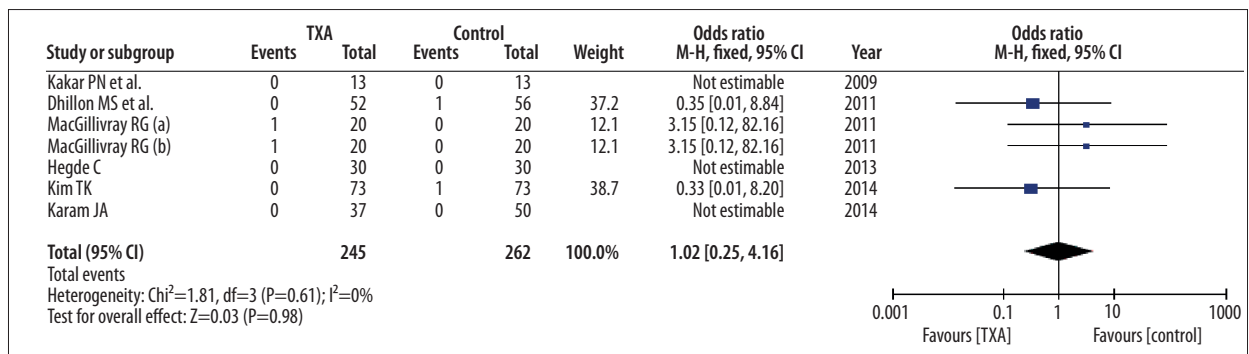 TXA Control Odds ratio Odds ratio
Study or subgroup Events Total Events Total Weight M-H, fixed, 95% CI Year M-H, fixed, 95% CI
Kakar PN et al. 0 13 0 13 Not estimable 2009
Dhillon MS et al. 0 52 1 56 37.2 0.35 [0.01, 8.84] 2011
MacGillivray RG (a) 1 20 0 20 12.1 3.15 [0.12, 82.16] 2011
MacGillivray RG (b) 1 20 0 20 12.1 3.15 [0.12, 82.16] 2011
Hegde C 0 30 0 30 Not estimable 2013
Kim TK 0 73 1 73 38.7 0.33 [0.01, 8.20] 2014
Karam JA 0 37 0 50 Not estimable 2014
Total (95% CI) 245 262 100.0% 1.02 [0.25, 4.16]
Total events
Heterogeneity: Chi²=1.81, df=3 (P=0.61); I²=0%
Test for overall effect: Z=0.03 (P=0.98)
0.001 0.1 1 10 1000
Favours [TXA] Favours [control]